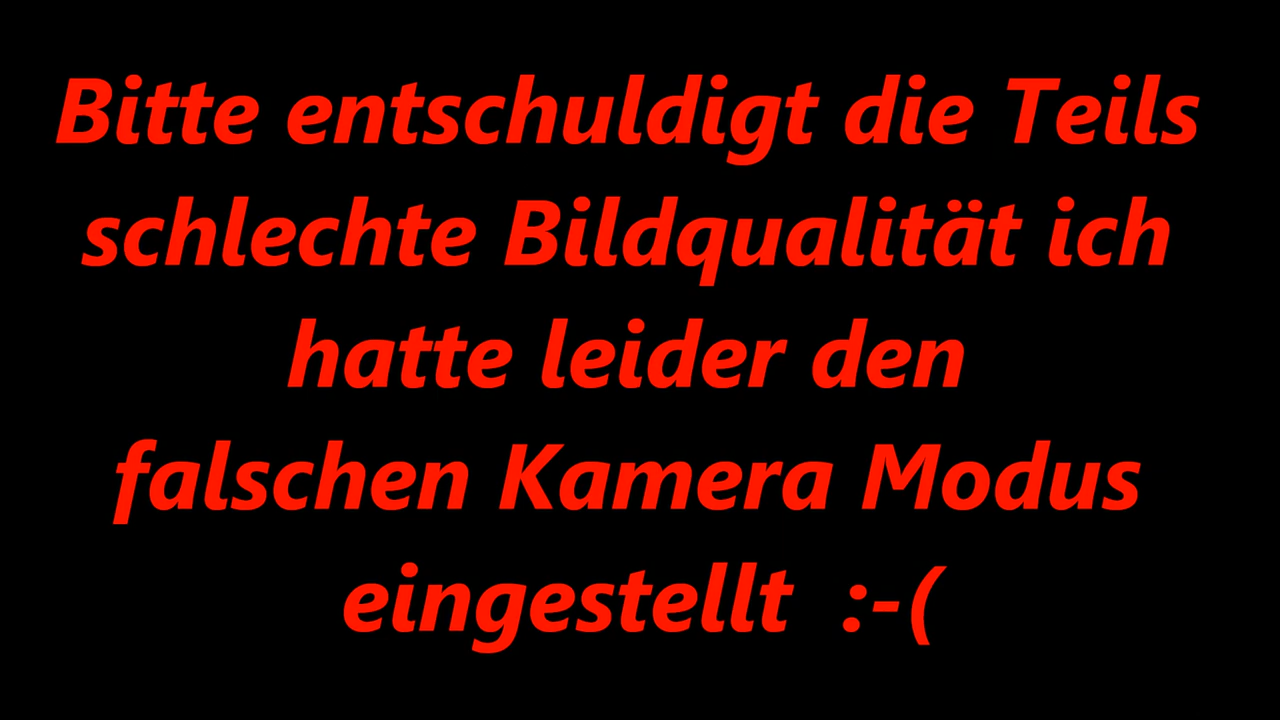 Bitte entschuldigt die Teils
schlechte Bildqualität ich
hatte leider den
falschen Kamera Modus
eingestellt  :-(